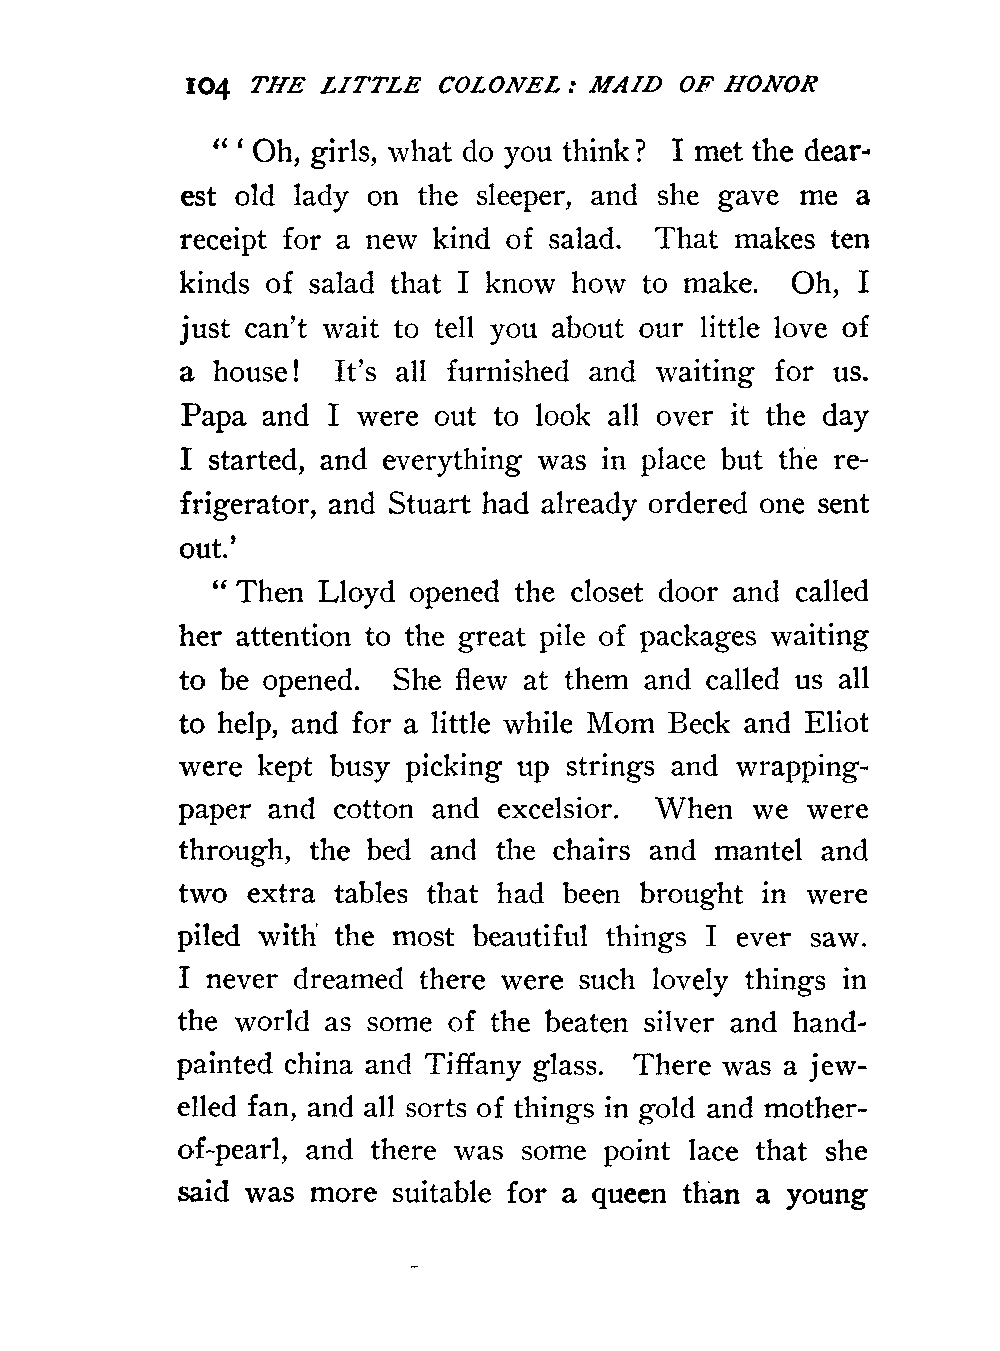 104 THE LITTLE COLONEL: MAID OF HONOR
“ ‘ Oh, girls, what do you think? I met the dear-
est old lady on the sleeper, and she gave me a
receipt for a new kind of salad. That makes ten
kinds of salad that I know how to make. Oh, I
just can’t wait to tell you about our little love of
a house! It’s all furnished and waiting for us.
Papa and I were out to look all over it the day
I started, and everything was in place but the re-
frigerator, and Stuart had already ordered one sent
out.’
“ Then Lloyd opened the closet door and called
her attention to the great pile of packages waiting
to be opened. She flew at them and called us all
to help, and for a little while Mom Beck and Eliot
were kept busy picking up strings and wrapping-
paper and cotton and excelsior. When we were
through, the bed and the chairs and mantel and
two extra tables that had been brought in were
piled with the most beautiful things I ever saw.
I never dreamed there were such lovely things in
the world as some of the beaten silver and hand-
painted china and Tiffany glass. There was a jew-
elled fan, and all sorts of things in gold and mother-
of-pearl, and there was some point lace that she
said was more suitable for a queen than a young